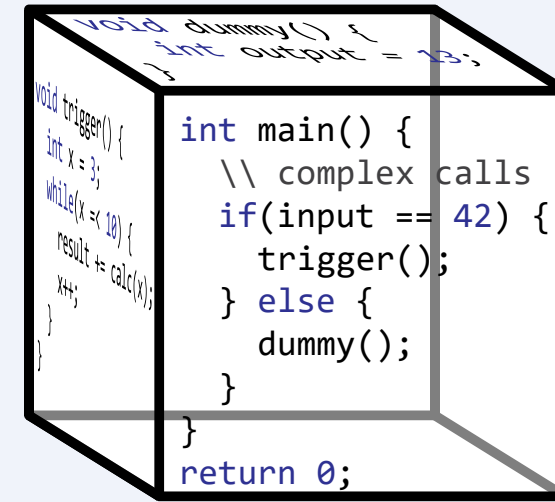 void dummy() {
  int output = 13;
}
void trigger() {
  int x = 3;
  while(x =< 10) {
    result += calc(x);
    x++;
  }
}
int main() {
  \\ complex calls
  if(input == 42) {
    trigger();
  } else {
    dummy();
  }
}
return 0;